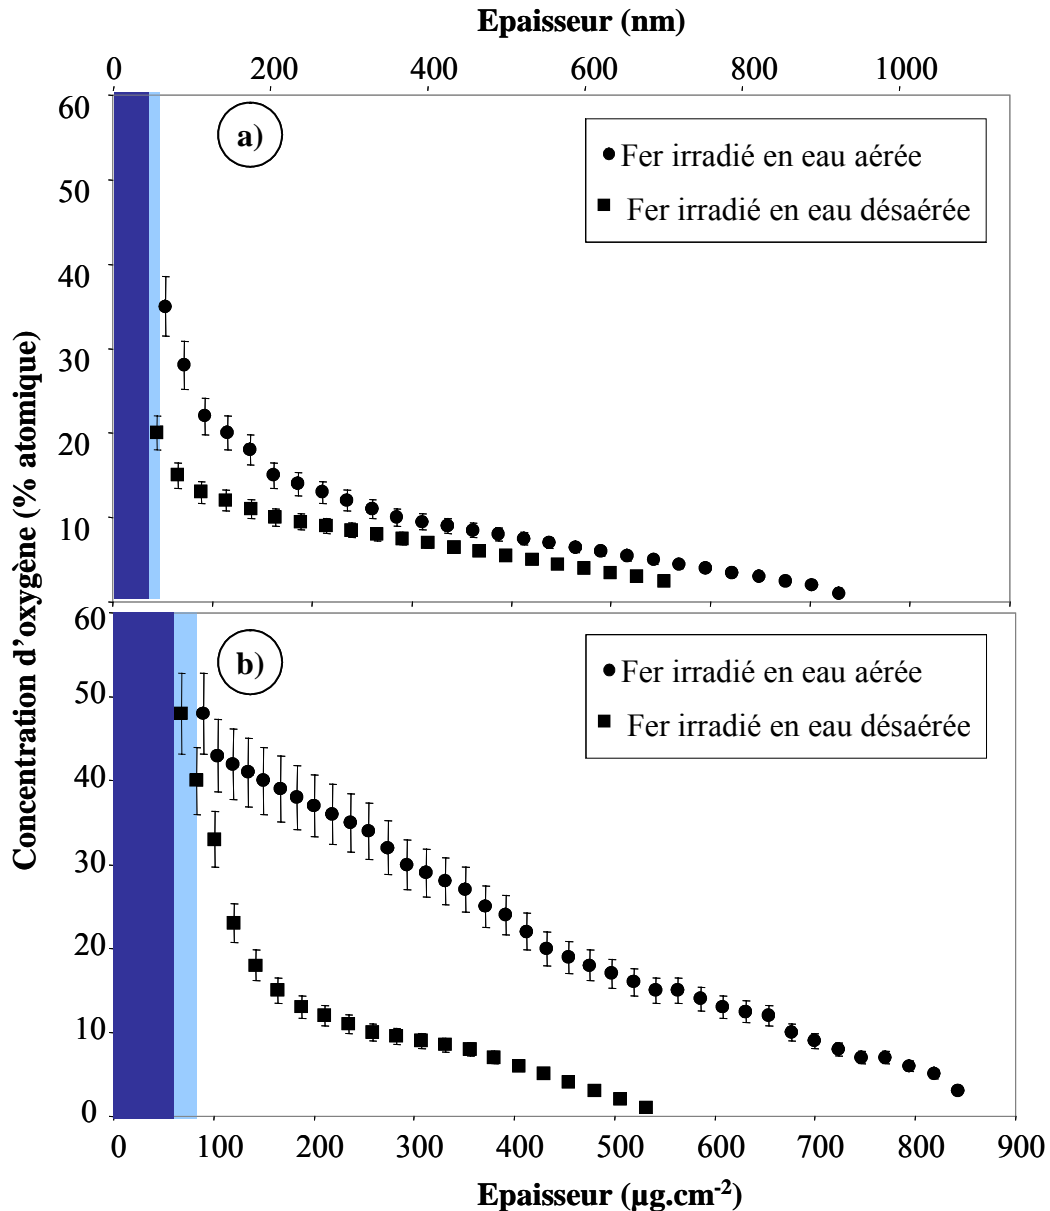 Epaisseur (nm)
0 200 400 600 800 1000
60
50
40
30
20
10
a)
Fer irradié en eau aérée
Fer irradié en eau désaérée
Concentration d'oxygène (% atomique)
60
50
40
30
20
10
0
b)
Fer irradié en eau aérée
Fer irradié en eau désaérée
0 100 200 300 400 500 600 700 800 900
Epaisseur (µg.cm-2)